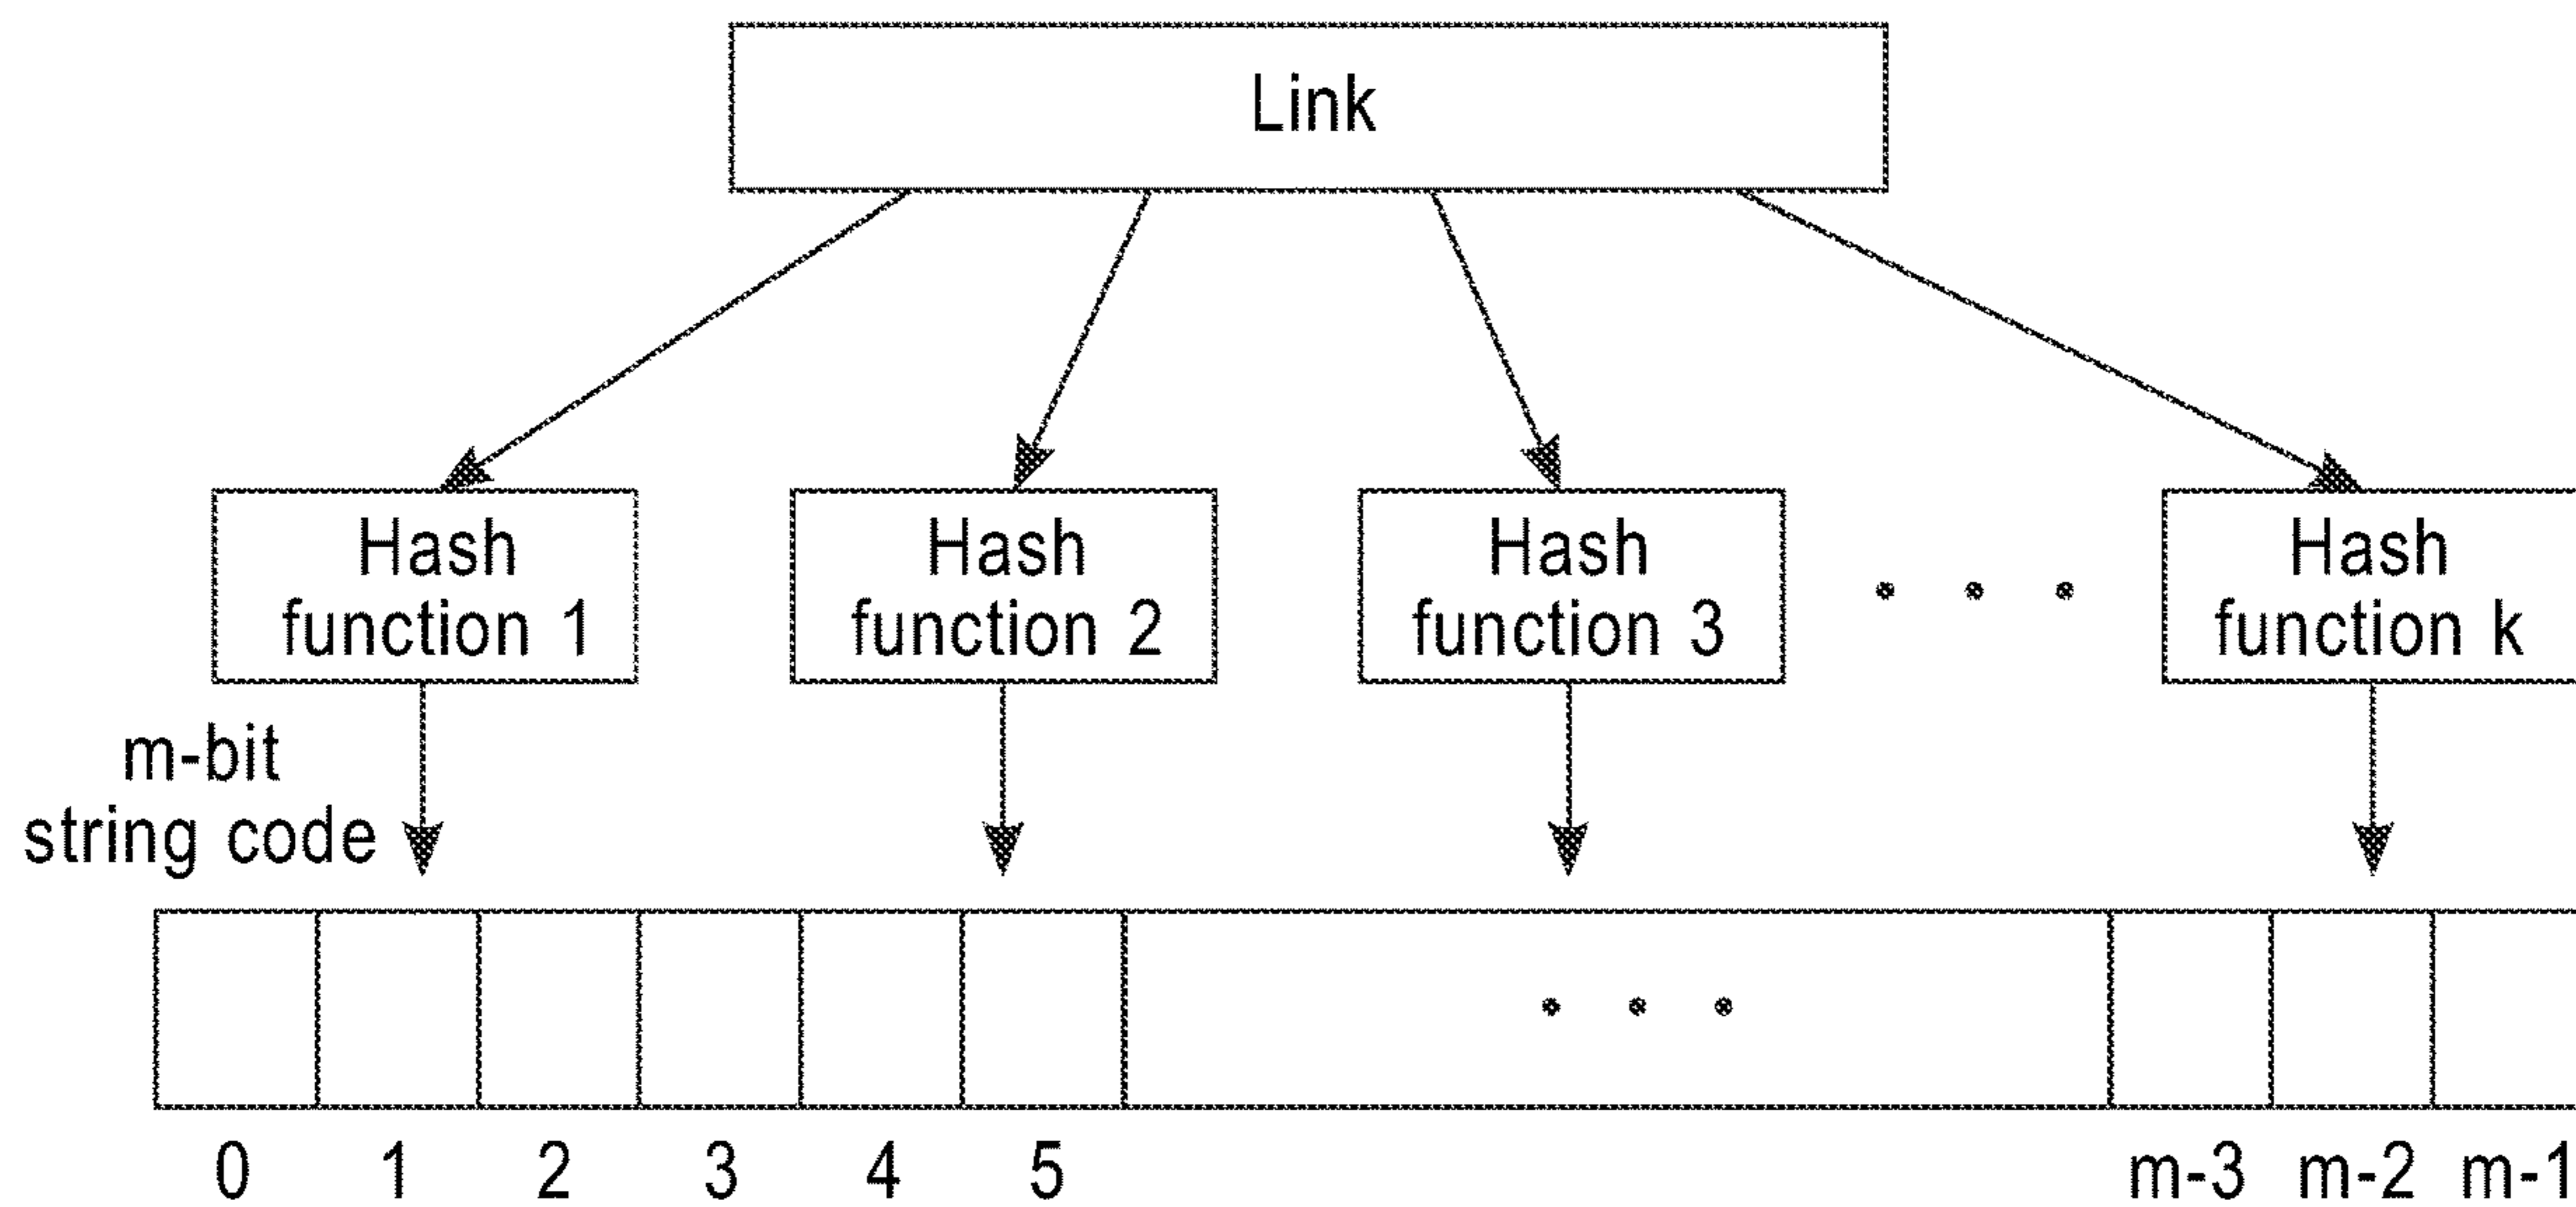 Link
Hash
function 1
Hash
function 2
Hash
function 3
Hash
function k
m-bit
string code
0 1 2 3 4 5 m-3 m-2 m-1